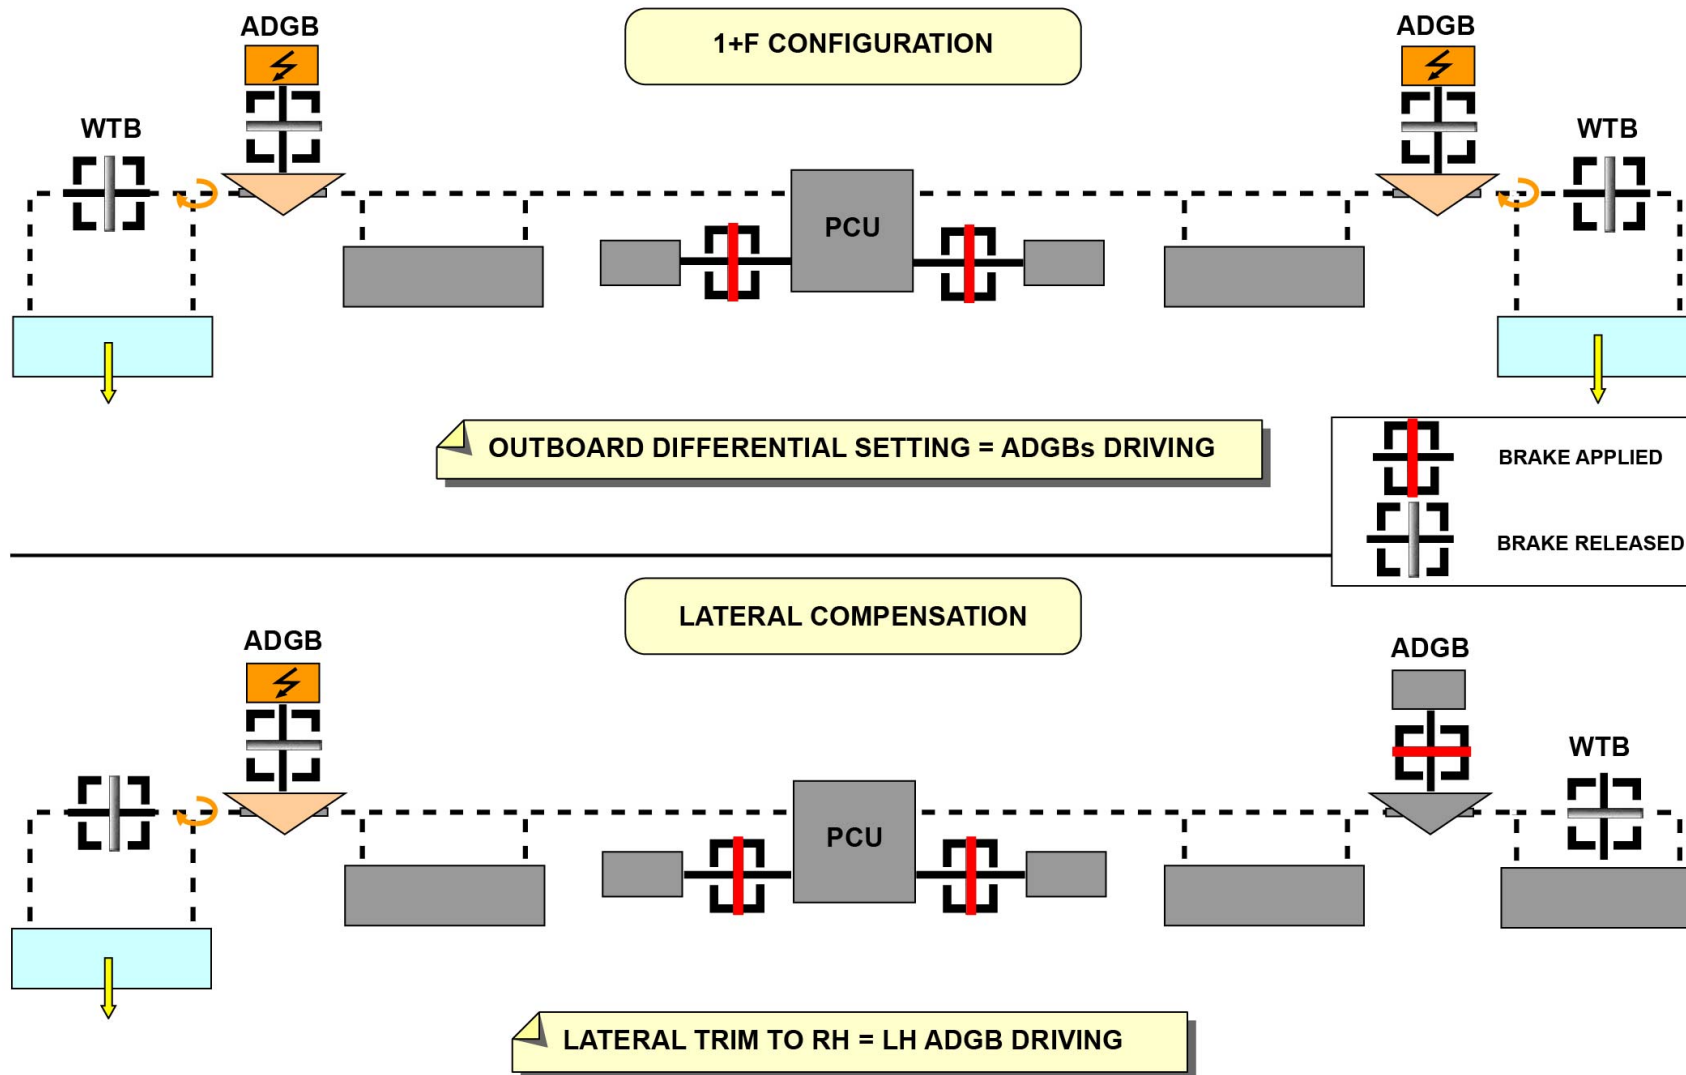 ADGB
1+F CONFIGURATION
ADGB
WTB
WTB
PCU
OUTBOARD DIFFERENTIAL SETTING = ADGBs DRIVING
BRAKE APPLIED
BRAKE RELEASED
LATERAL COMPENSATION
ADGB
ADGB
WTB
PCU
LATERAL TRIM TO RH = LH ADGB DRIVING